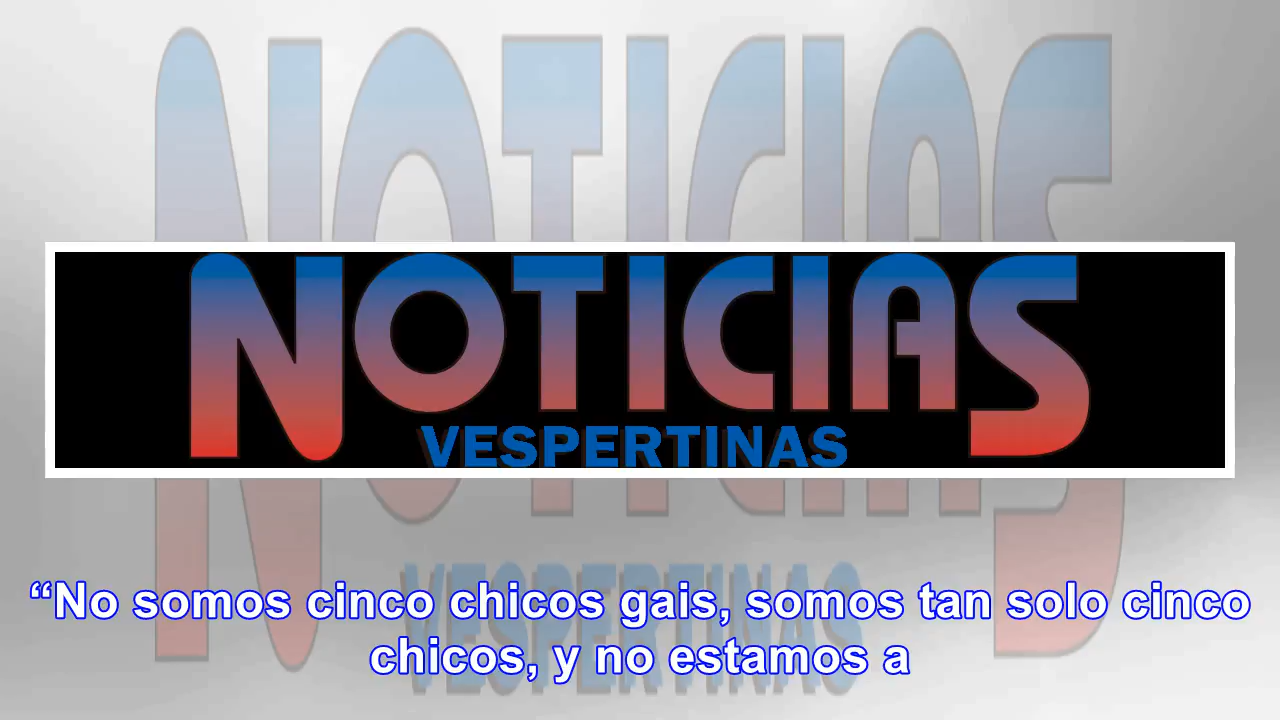 NOTICIAS
VESPERTINAS
“No somos cinco chicos gais, somos tan solo cinco
chicos, y no estamos a